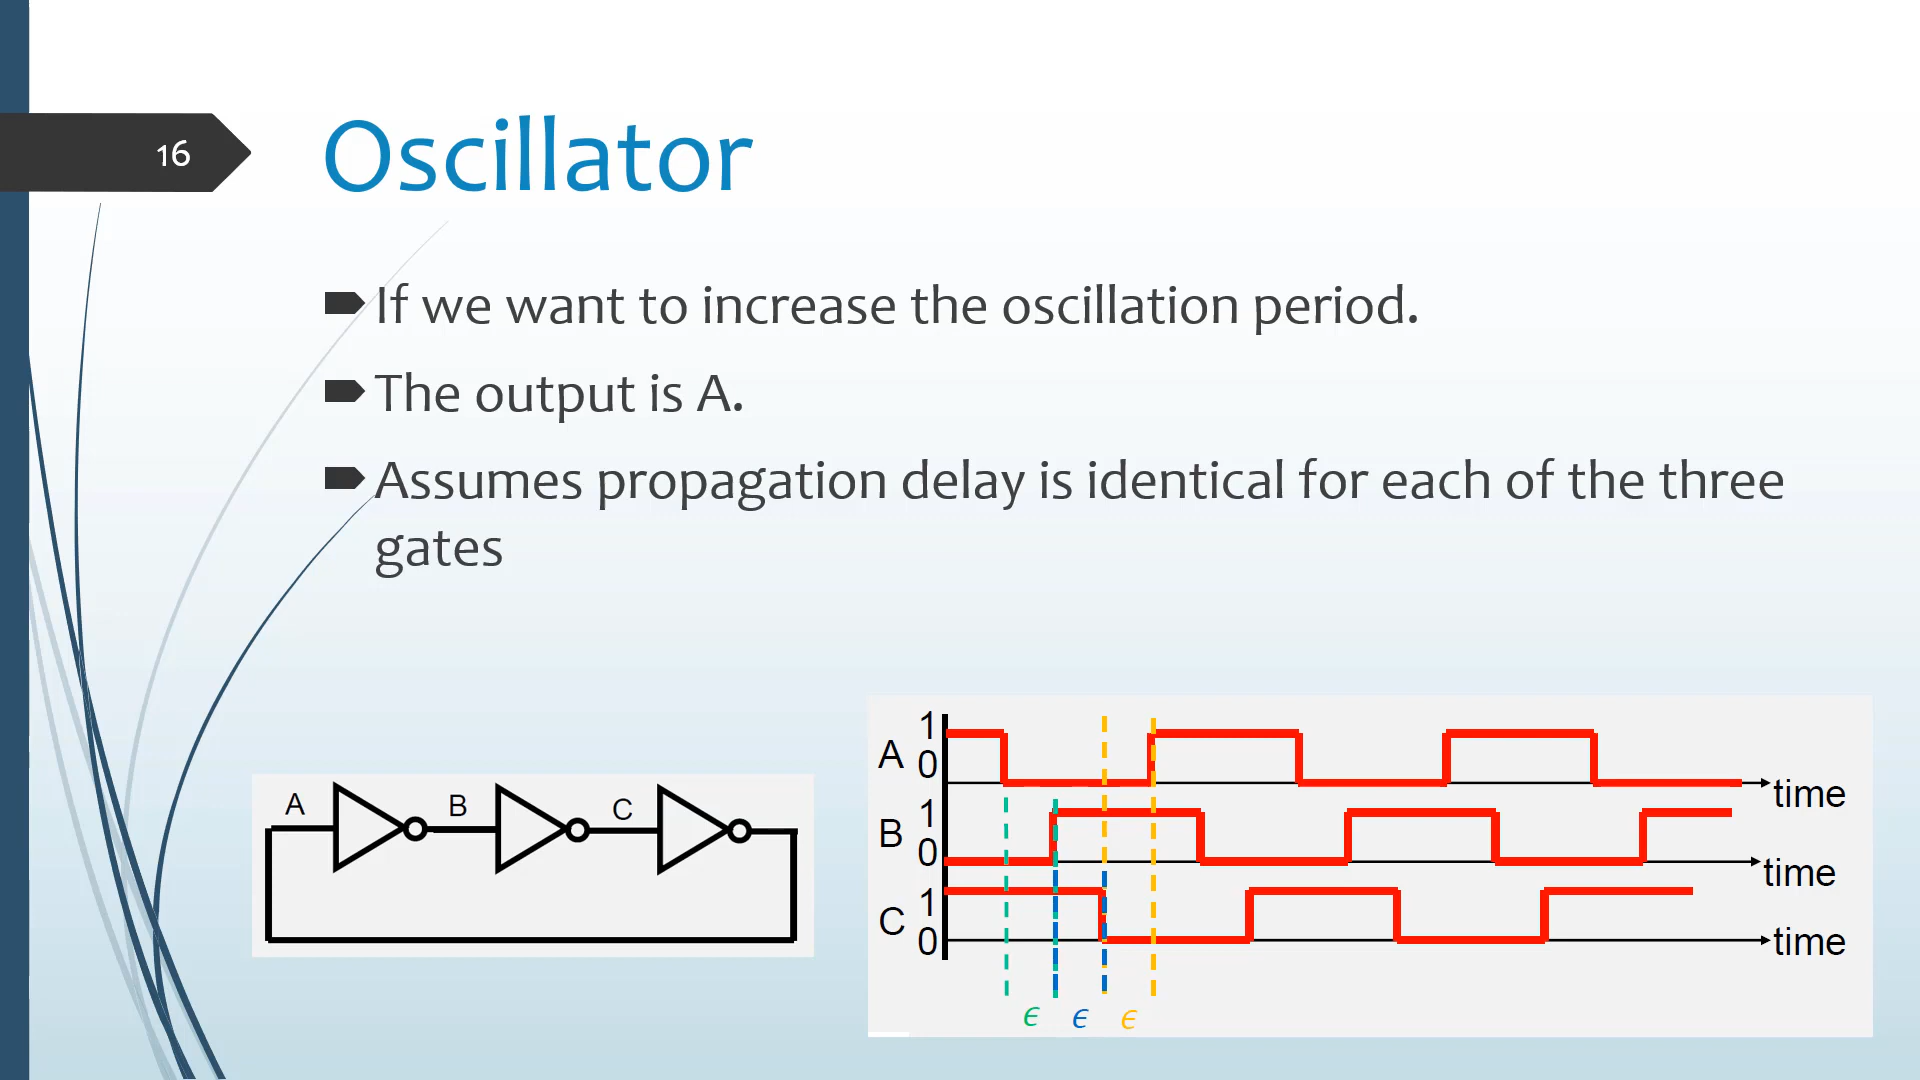 16
Oscillator
If we want to increase the oscillation period.
The output is A.
Assumes propagation delay is identical for each of the three
gates
A B C
A 1 0 time
B 1 0 time
C 1 0 time
ϵ ϵ ϵ